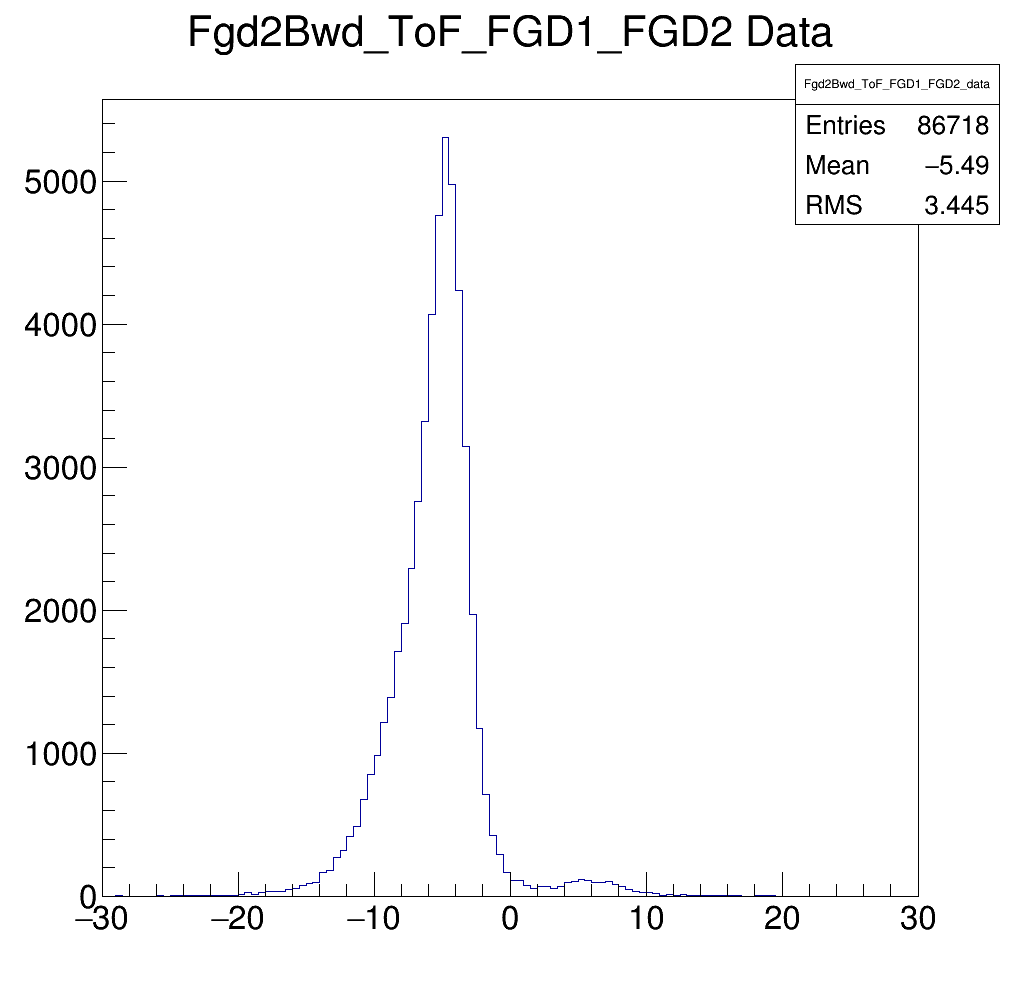 Fgd2Bwd_ToF_FGD1_FGD2 Data
Fgd2Bwd_ToF_FGD1_FGD2_data
Entries 86718
Mean −5.49
RMS 3.445
5000
4000
3000
2000
1000
0
−30 −20 −10 0 10 20 30